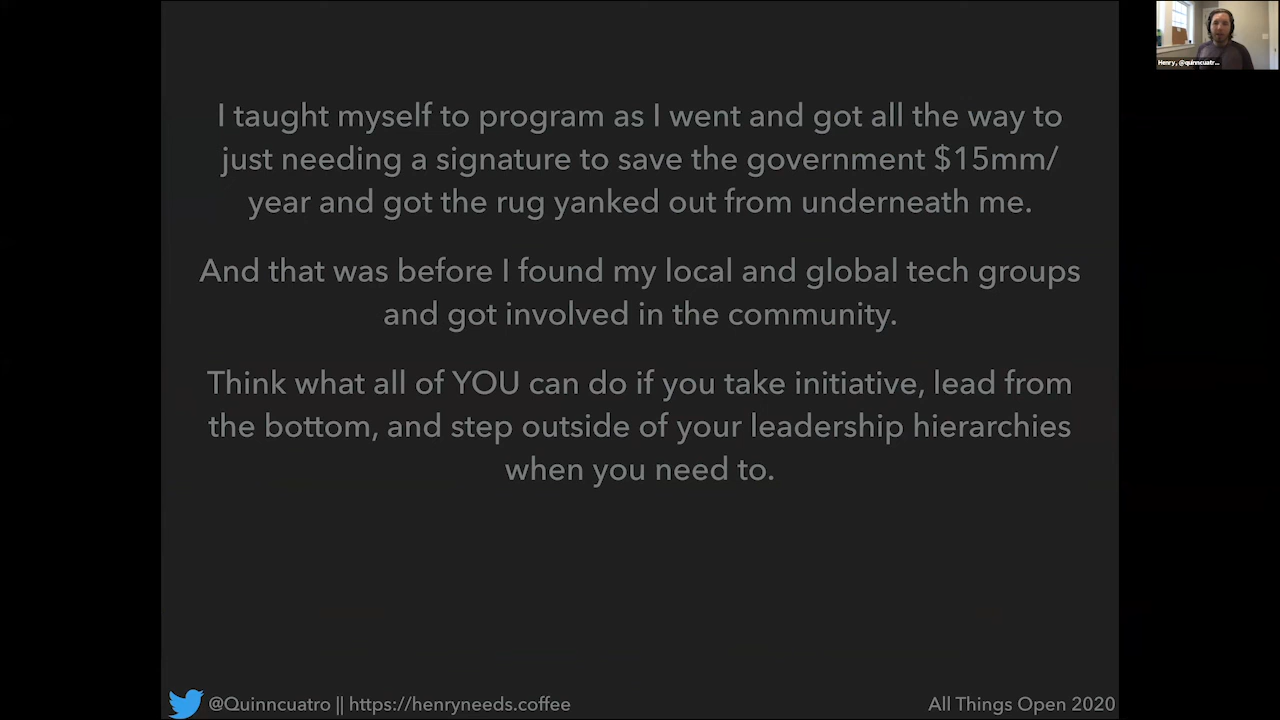 Henry, @quinncuatr...
I taught myself to program as I went and got all the way to
just needing a signature to save the government $15mm/
year and got the rug yanked out from underneath me.
And that was before I found my local and global tech groups
and got involved in the community.
Think what all of YOU can do if you take initiative, lead from
the bottom, and step outside of your leadership hierarchies
when you need to.
@Quinncuatro || https://henryneeds.coffee
All Things Open 2020